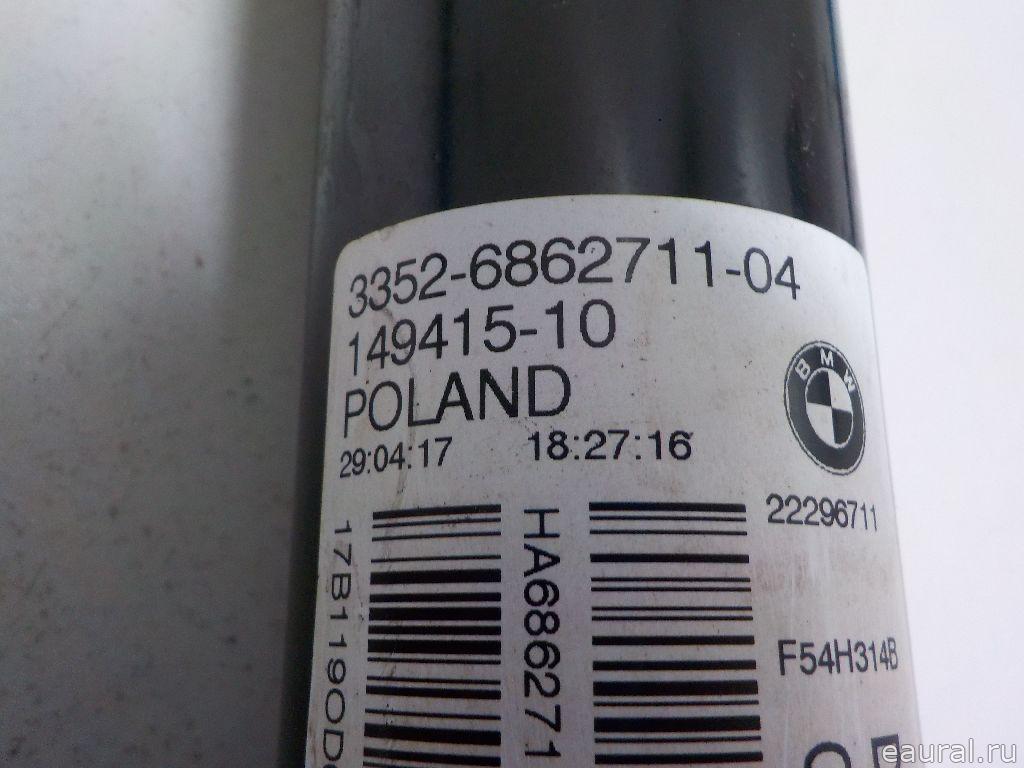 3352-6862711-04
149415-10
POLAND
29:04:17 18:27:16
BMW
22296711
17B1190D
HA686271
F54H314B
eaural.ru